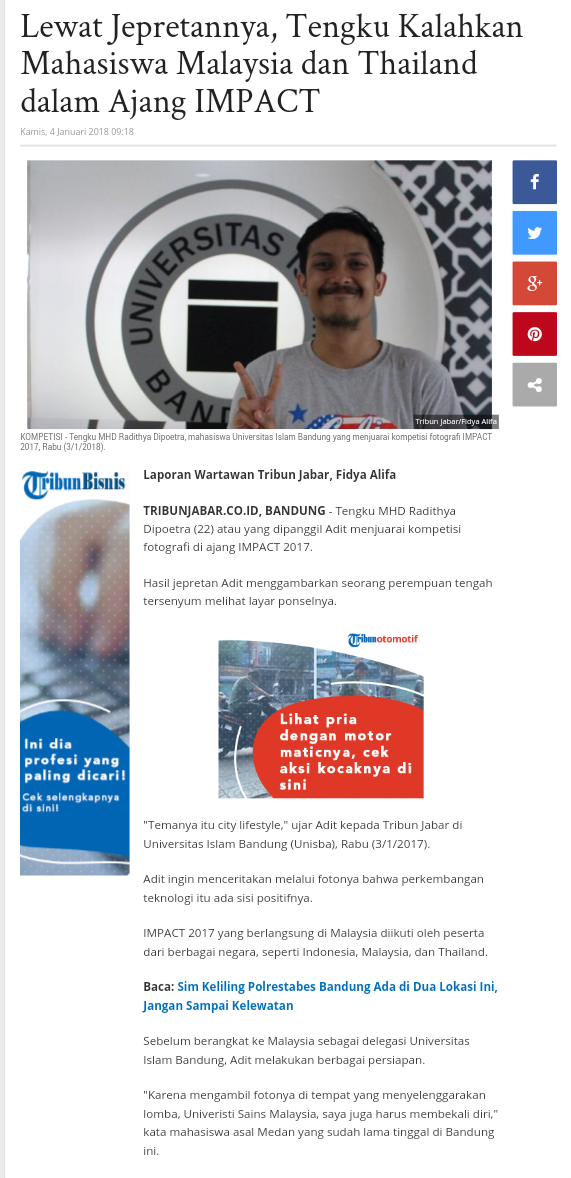 Lewat Jepretannya, Tengku Kalahkan
Mahasiswa Malaysia dan Thailand
dalam Ajang IMPACT
Kamis, 4 Januari 2018 09:18
UNIVERSITAS
BAND
Tribun Jabar/Fidya Alifa
KOMPETISI - Tengku MHD Radithya Dipoetra, mahasiswa Universitas Islam Bandung yang menjuarai kompetisi fotografi IMPACT
2017, Rabu (3/1/2018).
TribunBisnis
Ini dia
profesi yang
paling dicari!
Cek selengkapnya
di sini!
Laporan Wartawan Tribun Jabar, Fidya Alifa
TRIBUNJABAR.CO.ID, BANDUNG - Tengku MHD Radithya
Dipoetra (22) atau yang dipanggil Adit menjuarai kompetisi
fotografi di ajang IMPACT 2017.
Hasil jepretan Adit menggambarkan seorang perempuan tengah
tersenyum melihat layar ponselnya.
Tribunotomotif
Lihat pria
dengan motor
maticnya, cek
aksi kocaknya di
sini
"Temanya itu city lifestyle," ujar Adit kepada Tribun Jabar di
Universitas Islam Bandung (Unisba), Rabu (3/1/2017).
Adit ingin menceritakan melalui fotonya bahwa perkembangan
teknologi itu ada sisi positifnya.
IMPACT 2017 yang berlangsung di Malaysia diikuti oleh peserta
dari berbagai negara, seperti Indonesia, Malaysia, dan Thailand.
Baca: Sim Keliling Polrestabes Bandung Ada di Dua Lokasi Ini,
Jangan Sampai Kelewatan
Sebelum berangkat ke Malaysia sebagai delegasi Universitas
Islam Bandung, Adit melakukan berbagai persiapan.
"Karena mengambil fotonya di tempat yang menyelenggarakan
lomba, Univeristi Sains Malaysia, saya juga harus membekali diri,"
kata mahasiswa asal Medan yang sudah lama tinggal di Bandung
ini.